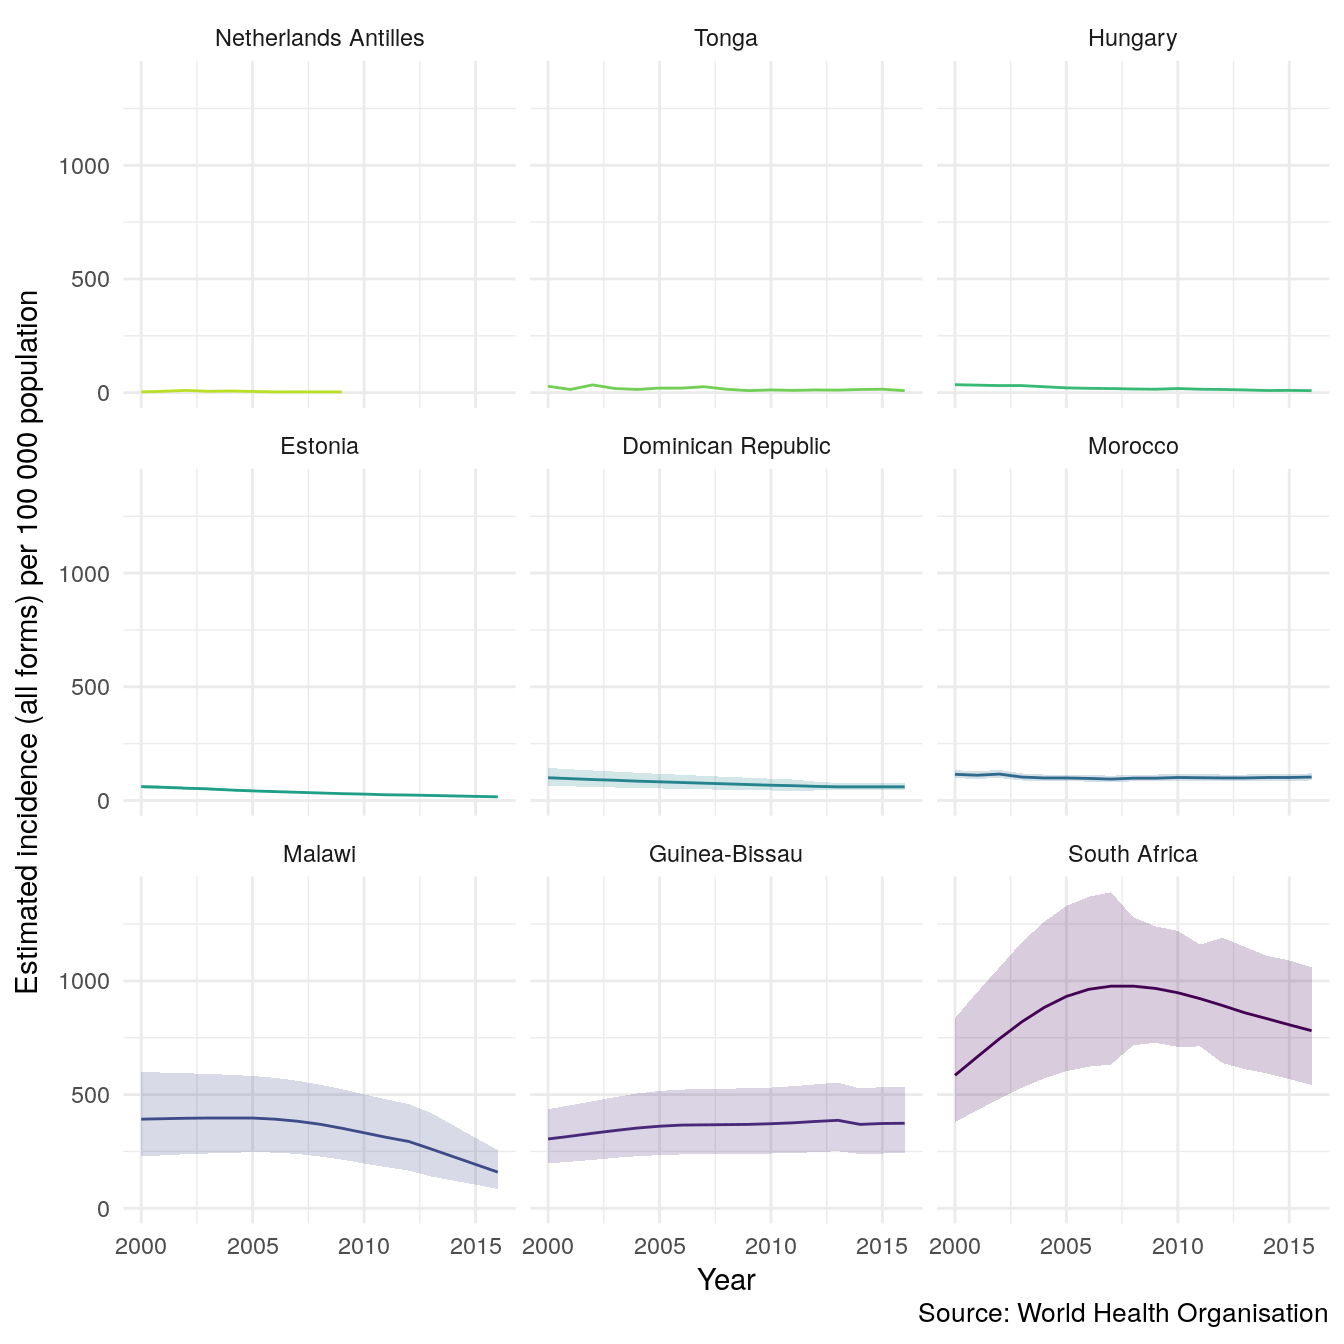 Netherlands Antilles
Tonga
Hungary
1000
500
0
Estonia
Dominican Republic
Morocco
1000
500
0
Malawi
Guinea-Bissau
South Africa
1000
500
0
2000 2005 2010 2015
2000 2005 2010 2015
2000 2005 2010 2015
Estimated incidence (all forms) per 100 000 population
Year
Source: World Health Organisation